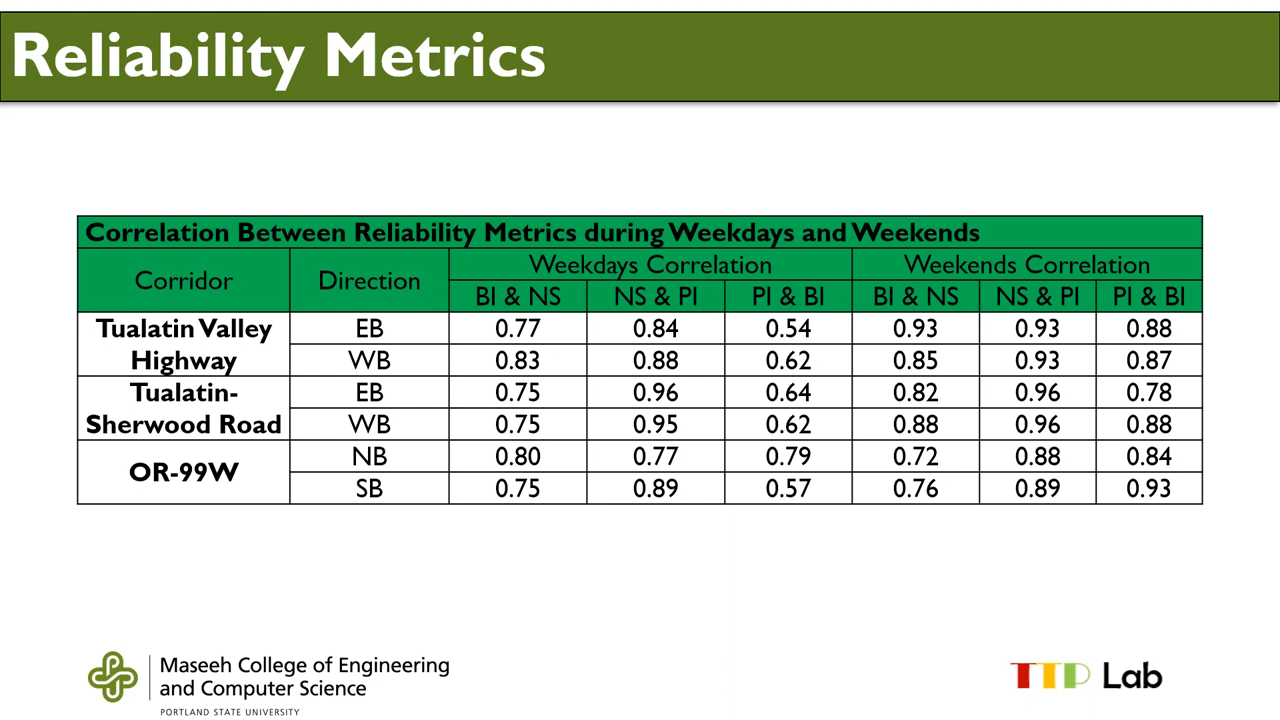 Reliability Metrics
Correlation Between Reliability Metrics during Weekdays and Weekends
Corridor Direction Weekdays Correlation Weekends Correlation
BI & NS NS & PI PI & BI BI & NS NS & PI PI & BI
Tualatin Valley EB 0.77 0.84 0.54 0.93 0.93 0.88
Highway WB 0.83 0.88 0.62 0.85 0.93 0.87
Tualatin- EB 0.75 0.96 0.64 0.82 0.96 0.78
Sherwood Road WB 0.75 0.95 0.62 0.88 0.96 0.88
OR-99W NB 0.80 0.77 0.79 0.72 0.88 0.84
SB 0.75 0.89 0.57 0.76 0.89 0.93
Maseeh College of Engineering
and Computer Science
PORTLAND STATE UNIVERSITY
TTP Lab